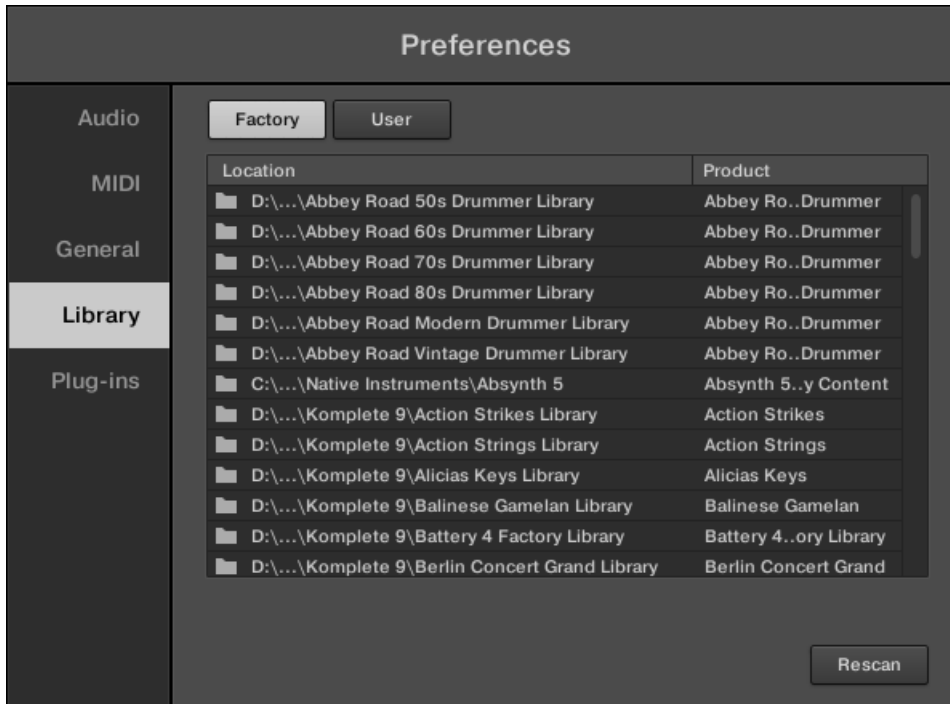 Preferences
Audio
MIDI
General
Library
Plug-ins
Factory User
Location Product
D:\...\Abbey Road 50s Drummer Library Abbey Ro..Drummer
D:\...\Abbey Road 60s Drummer Library Abbey Ro..Drummer
D:\...\Abbey Road 70s Drummer Library Abbey Ro..Drummer
D:\...\Abbey Road 80s Drummer Library Abbey Ro..Drummer
D:\...\Abbey Road Modern Drummer Library Abbey Ro..Drummer
D:\...\Abbey Road Vintage Drummer Library Abbey Ro..Drummer
C:\...\Native Instruments\Absynth 5 Absynth 5..y Content
D:\...\Komplete 9\Action Strikes Library Action Strikes
D:\...\Komplete 9\Action Strings Library Action Strings
D:\...\Komplete 9\Alicias Keys Library Alicias Keys
D:\...\Komplete 9\Balinese Gamelan Library Balinese Gamelan
D:\...\Komplete 9\Battery 4 Factory Library Battery 4..ory Library
D:\...\Komplete 9\Berlin Concert Grand Library Berlin Concert Grand
Rescan